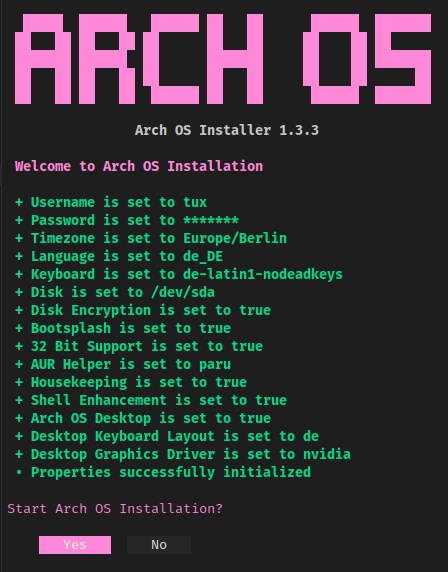 ARCH OS
Arch OS Installer 1.3.3
Welcome to Arch OS Installation
+ Username is set to tux
+ Password is set to *******
+ Timezone is set to Europe/Berlin
+ Language is set to de_DE
+ Keyboard is set to de-latin1-nodeadkeys
+ Disk is set to /dev/sda
+ Disk Encryption is set to true
+ Bootsplash is set to true
+ 32 Bit Support is set to true
+ AUR Helper is set to paru
+ Housekeeping is set to true
+ Shell Enhancement is set to true
+ Arch OS Desktop is set to true
+ Desktop Keyboard Layout is set to de
+ Desktop Graphics Driver is set to nvidia
• Properties successfully initialized
Start Arch OS Installation?
Yes No